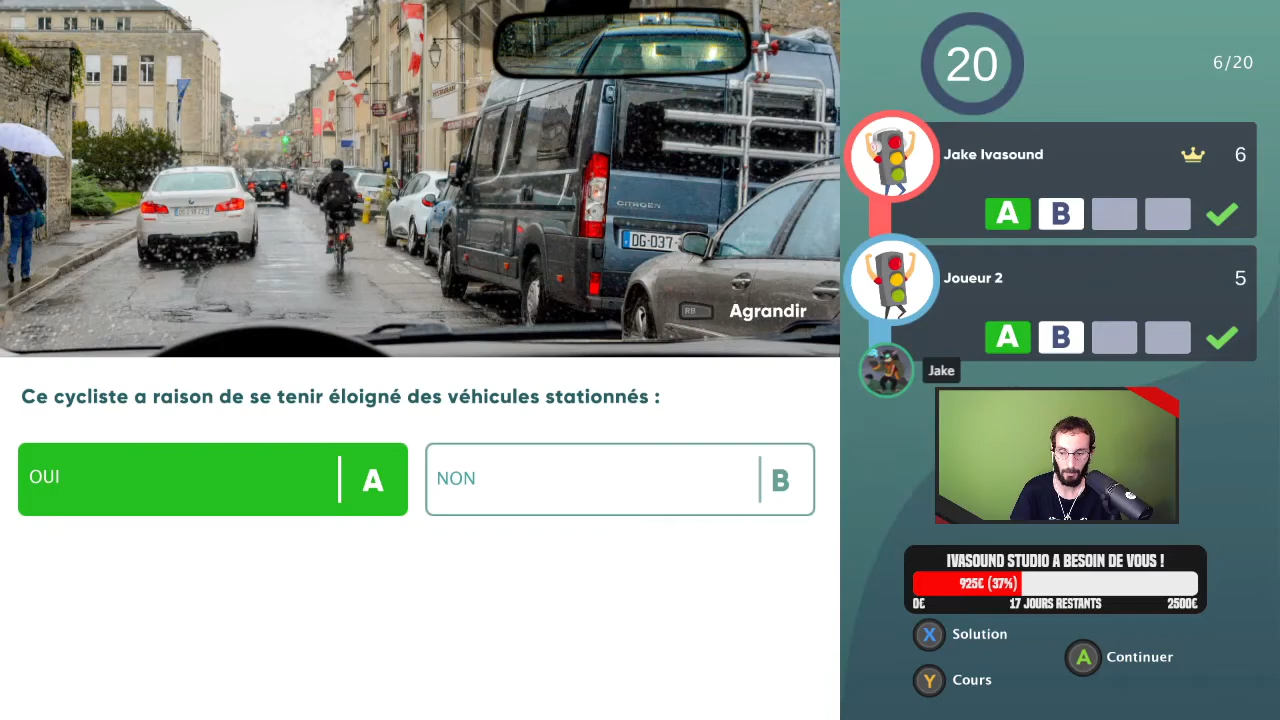 20
6/20
Jake Ivasound
6
A B
Joueur 2
5
A B
Jake
CITROËN
DG-037-
RB
Agrandir
Ce cycliste a raison de se tenir éloigné des véhicules stationnés :
OUI
A
NON
B
IVASOUND STUDIO A BESOIN DE VOUS !
925€ (37%)
0€
17 JOURS RESTANTS
2500€
X Solution
A Continuer
Y Cours